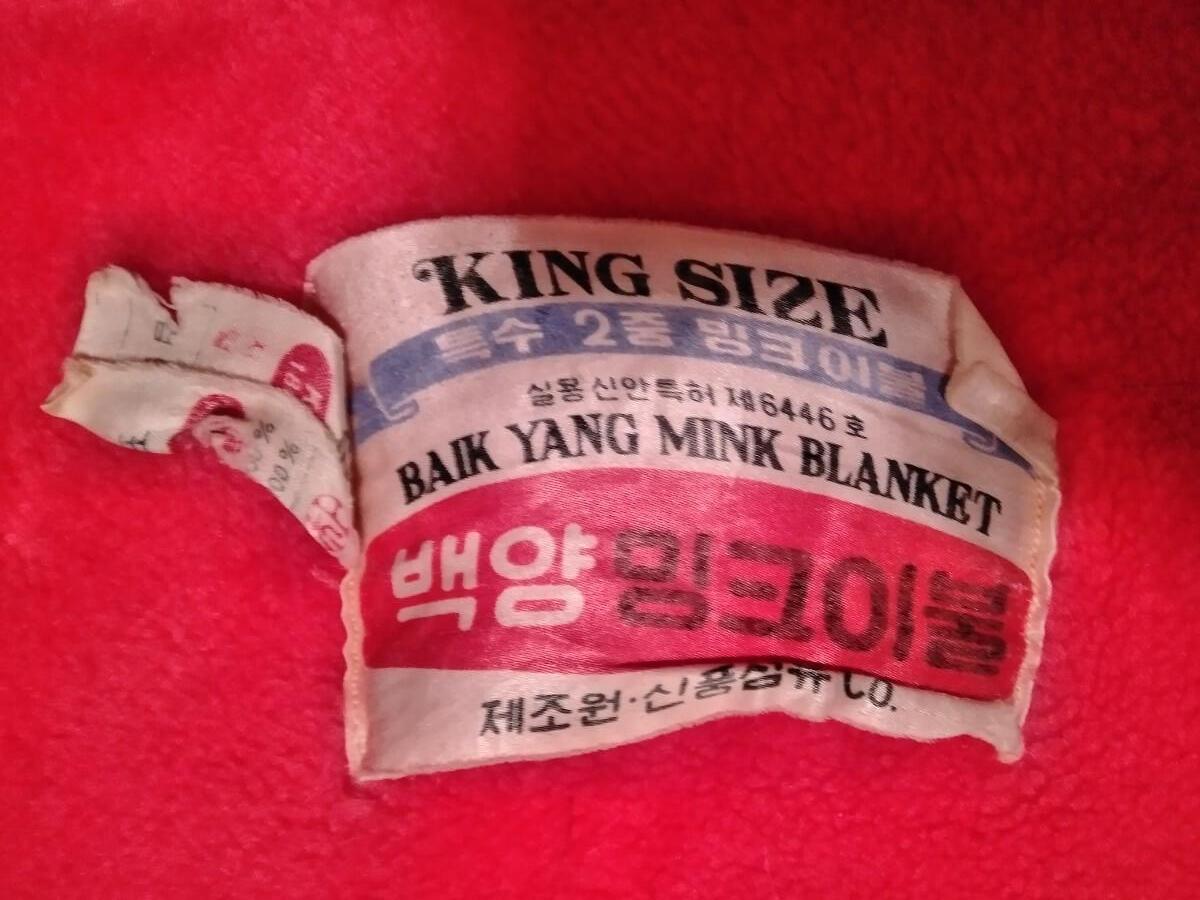 KING SIZE
특수 2중 밍크이불
실용신안특허 제6446호
BAIK YANG MINK BLANKET
백양 밍크이불
제조원·신풍섬유 CO.
%
00%